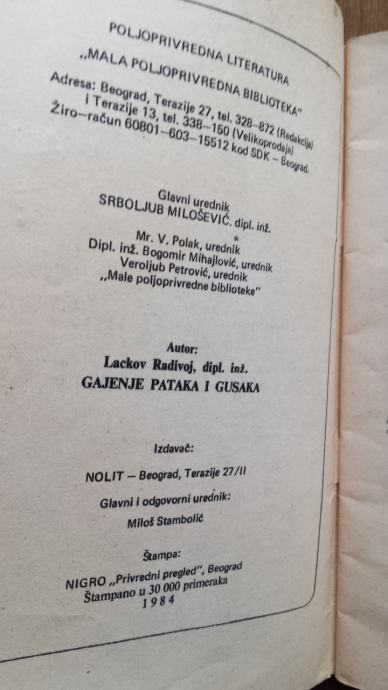 POLJOPRIVREDNA LITERATURA
„MALA POLJOPRIVREDNA BIBLIOTEKA"
Adresa: Beograd, Terazije 27, tel. 328–872 (Redakcija)
i Terazije 13, tel. 338–150 (Velikoprodaja)
Žiro–račun 60801–603–15512 kod SDK – Beograd.
Glavni urednik
SRBOLJUB MILOŠEVIĆ. dipl. inž.
Mr. V. Polak, urednik
Dipl. inž. Bogomir Mihajlović, urednik
Veroljub Petrović, urednik
„Male poljoprivredne biblioteke"
Autor:
Lackov Radivoj, dipl. inž.
GAJENJE PATAKA I GUSAKA
Izdavač:
NOLIT – Beograd, Terazije 27/II
Glavni i odgovorni urednik:
Miloš Stambolić
Štampa:
NIGRO „Privredni pregled", Beograd
Štampano u 30 000 primeraka
1984